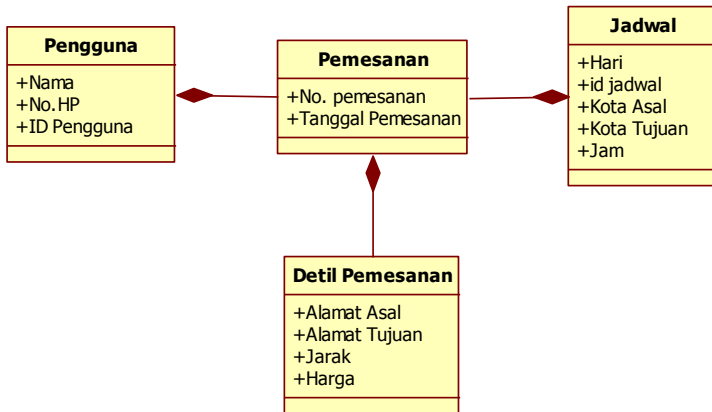 Pengguna
+Nama
+No.HP
+ID Pengguna
Pemesanan
+No. pemesanan
+Tanggal Pemesanan
Jadwal
+Hari
+id jadwal
+Kota Asal
+Kota Tujuan
+Jam
Detil Pemesanan
+Alamat Asal
+Alamat Tujuan
+Jarak
+Harga